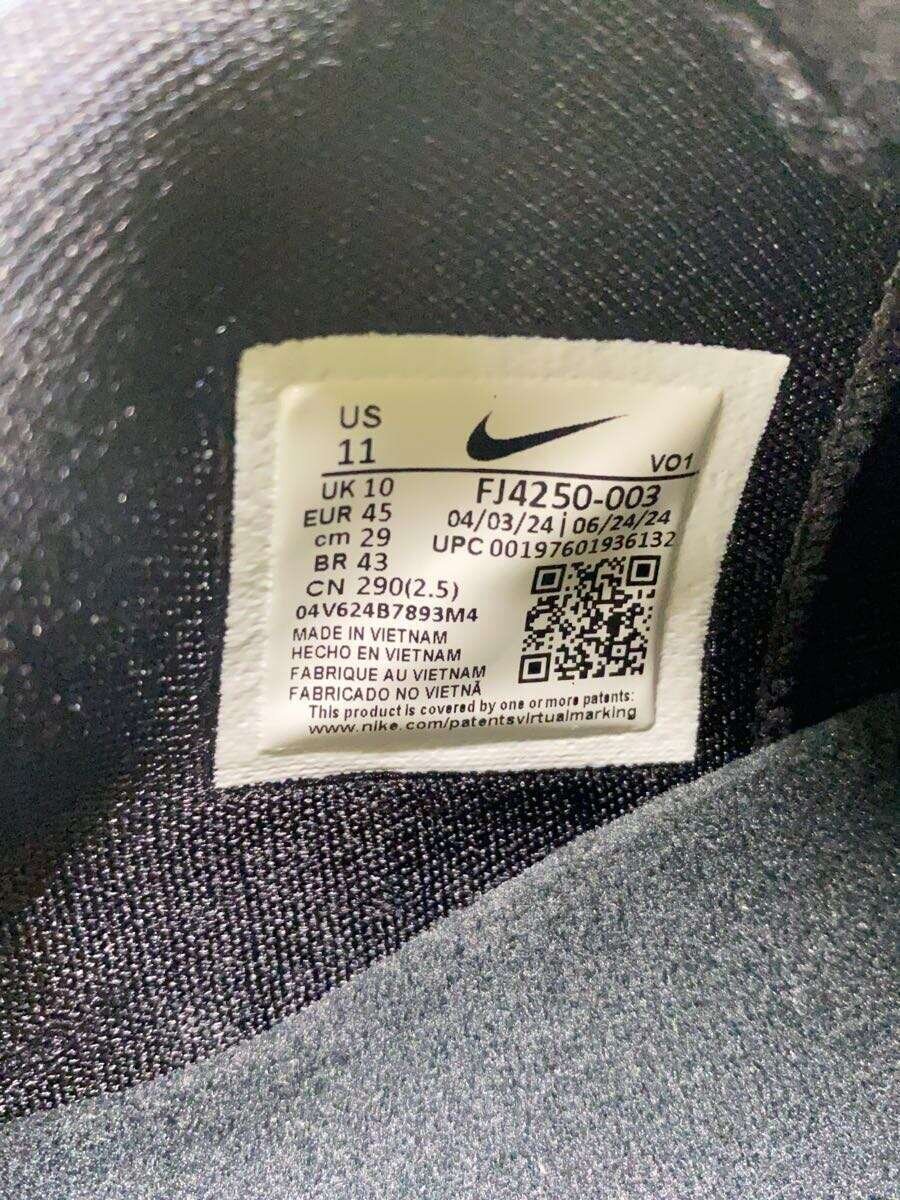 US
11
VO1
UK 10
EUR 45
cm 29
BR 43
CN 290(2.5)
FJ4250-003
04/03/24 | 06/24/24
UPC 00197601936132
04V624B7893M4
MADE IN VIETNAM
HECHO EN VIETNAM
FABRIQUE AU VIETNAM
FABRICADO NO VIETNÃ
This product is covered by one or more patents:
www.nike.com/patentsvirtualmarking